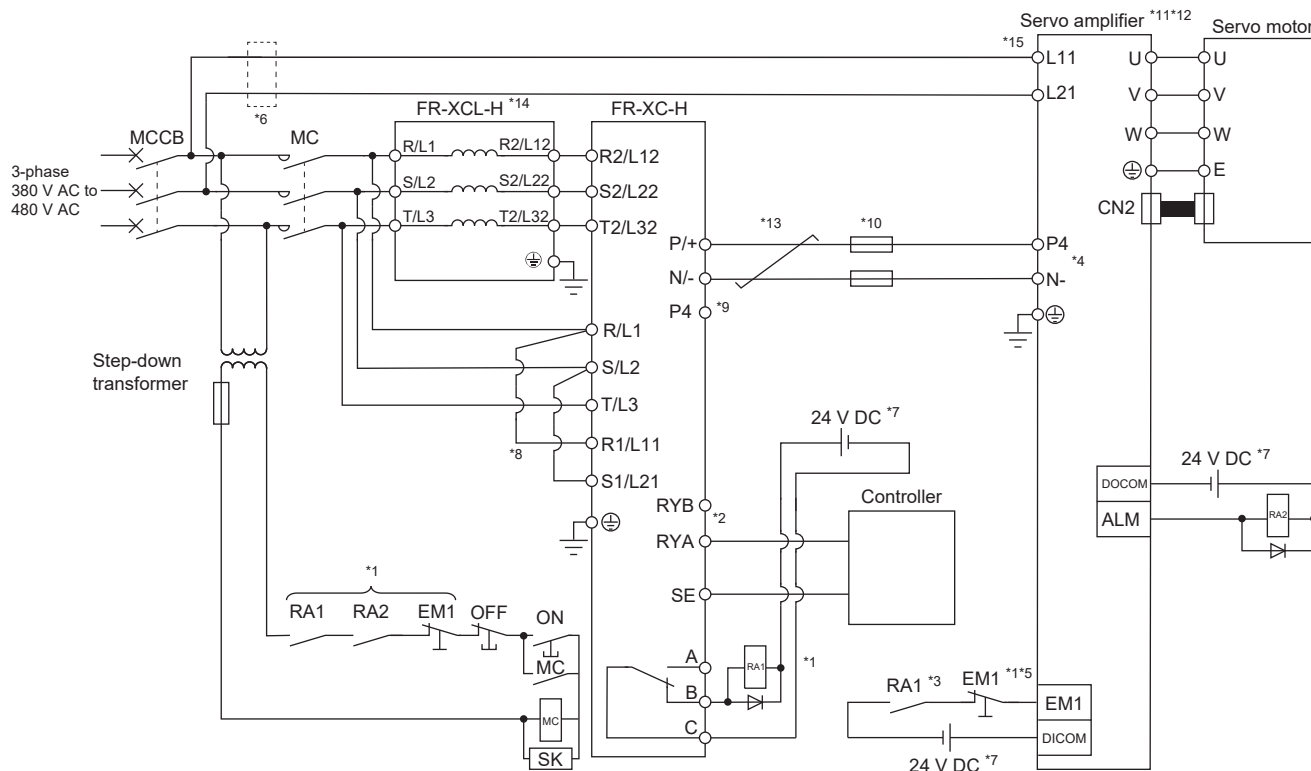 Servo amplifier *11*12
Servo motor
*15
L11
U
U
L21
V
V
*6
W
W
E
CN2
FR-XCL-H *14
FR-XC-H
MCCB
MC
R/L1
R2/L12
R2/L12
3-phase
380 V AC to
480 V AC
S/L2
S2/L22
S2/L22
T/L3
T2/L32
T2/L32
P/+
*13
*10
P4
*4
N/-
N-
P4
*9
R/L1
Step-down
transformer
S/L2
T/L3
R1/L11
*8
S1/L21
24 V DC *7
24 V DC *7
DOCOM
ALM
RA2
RYB
*2
Controller
RYA
SE
*1
RA1
RA2
EM1
OFF
ON
MC
A
RA1
*1
B
C
MC
SK
RA1 *3
EM1 *1*5
EM1
DICOM
24 V DC *7